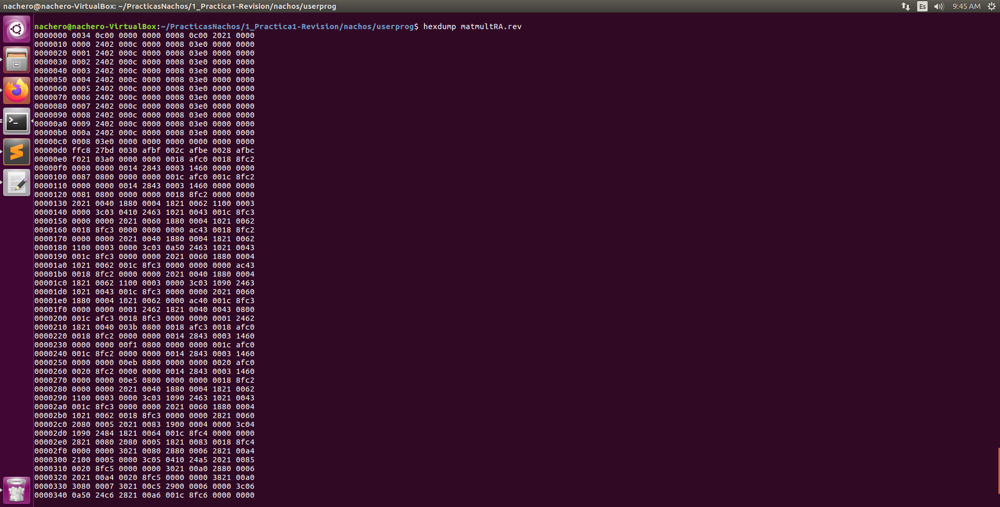 nachero@nachero-VirtualBox: ~/PracticasNachos/1_Practica1-Revision/nachos/userprog
Es
9:45 AM
nachero@nachero-VirtualBox:~/PracticasNachos/1_Practica1-Revision/nachos/userprog$ hexdump matmultRA.rev
0000000 0034 0c00 0000 0000 0008 0c00 2021 0000
0000010 0000 2402 000c 0000 0008 03e0 0000 0000
0000020 0001 2402 000c 0000 0008 03e0 0000 0000
0000030 0002 2402 000c 0000 0008 03e0 0000 0000
0000040 0003 2402 000c 0000 0008 03e0 0000 0000
0000050 0004 2402 000c 0000 0008 03e0 0000 0000
0000060 0005 2402 000c 0000 0008 03e0 0000 0000
0000070 0006 2402 000c 0000 0008 03e0 0000 0000
0000080 0007 2402 000c 0000 0008 03e0 0000 0000
0000090 0008 2402 000c 0000 0008 03e0 0000 0000
00000a0 0009 2402 000c 0000 0008 03e0 0000 0000
00000b0 000a 2402 000c 0000 0008 03e0 0000 0000
00000c0 0008 03e0 0000 0000 0000 0000 0000 0000
00000d0 ffc8 27bd 0030 afbf 002c afbe 0028 afbc
00000e0 f021 03a0 0000 0000 0018 afc0 0018 8fc2
00000f0 0000 0000 0014 2843 0003 1460 0000 0000
0000100 0087 0800 0000 0000 001c afc0 001c 8fc2
0000110 0000 0000 0014 2843 0003 1460 0000 0000
0000120 0081 0800 0000 0000 0018 8fc2 0000 0000
0000130 2021 0040 1880 0004 1821 0062 1100 0003
0000140 0000 3c03 0410 2463 1021 0043 001c 8fc3
0000150 0000 0000 2021 0060 1880 0004 1021 0062
0000160 0018 8fc3 0000 0000 0000 ac43 0018 8fc2
0000170 0000 0000 2021 0040 1880 0004 1821 0062
0000180 1100 0003 0000 3c03 0a50 2463 1021 0043
0000190 001c 8fc3 0000 0000 2021 0060 1880 0004
00001a0 1021 0062 001c 8fc3 0000 0000 0000 ac43
00001b0 0018 8fc2 0000 0000 2021 0040 1880 0004
00001c0 1821 0062 1100 0003 0000 3c03 1090 2463
00001d0 1021 0043 001c 8fc3 0000 0000 2021 0060
00001e0 1880 0004 1021 0062 0000 ac40 001c 8fc3
00001f0 0000 0000 0001 2462 1821 0040 0043 0800
0000200 001c afc3 0018 8fc3 0000 0000 0001 2462
0000210 1821 0040 003b 0800 0018 afc3 0018 afc0
0000220 0018 8fc2 0000 0000 0014 2843 0003 1460
0000230 0000 0000 00f1 0800 0000 0000 001c afc0
0000240 001c 8fc2 0000 0000 0014 2843 0003 1460
0000250 0000 0000 00eb 0800 0000 0000 0020 afc0
0000260 0020 8fc2 0000 0000 0014 2843 0003 1460
0000270 0000 0000 00e5 0800 0000 0000 0018 8fc2
0000280 0000 0000 2021 0040 1880 0004 1821 0062
0000290 1100 0003 0000 3c03 1090 2463 1021 0043
00002a0 001c 8fc3 0000 0000 2021 0060 1880 0004
00002b0 1021 0062 0018 8fc3 0000 0000 2821 0060
00002c0 2080 0005 2021 0083 1900 0004 0000 3c04
00002d0 1090 2484 1821 0064 001c 8fc4 0000 0000
00002e0 2821 0080 2080 0005 1821 0083 0018 8fc4
00002f0 0000 0000 3021 0080 2880 0006 2821 00a4
0000300 2100 0005 0000 3c05 0410 24a5 2021 0085
0000310 0020 8fc5 0000 0000 3021 00a0 2880 0006
0000320 2021 00a4 0020 8fc5 0000 0000 3821 00a0
0000330 3080 0007 3021 00c5 2900 0006 0000 3c06
0000340 0a50 24c6 2821 00a6 001c 8fc6 0000 0000